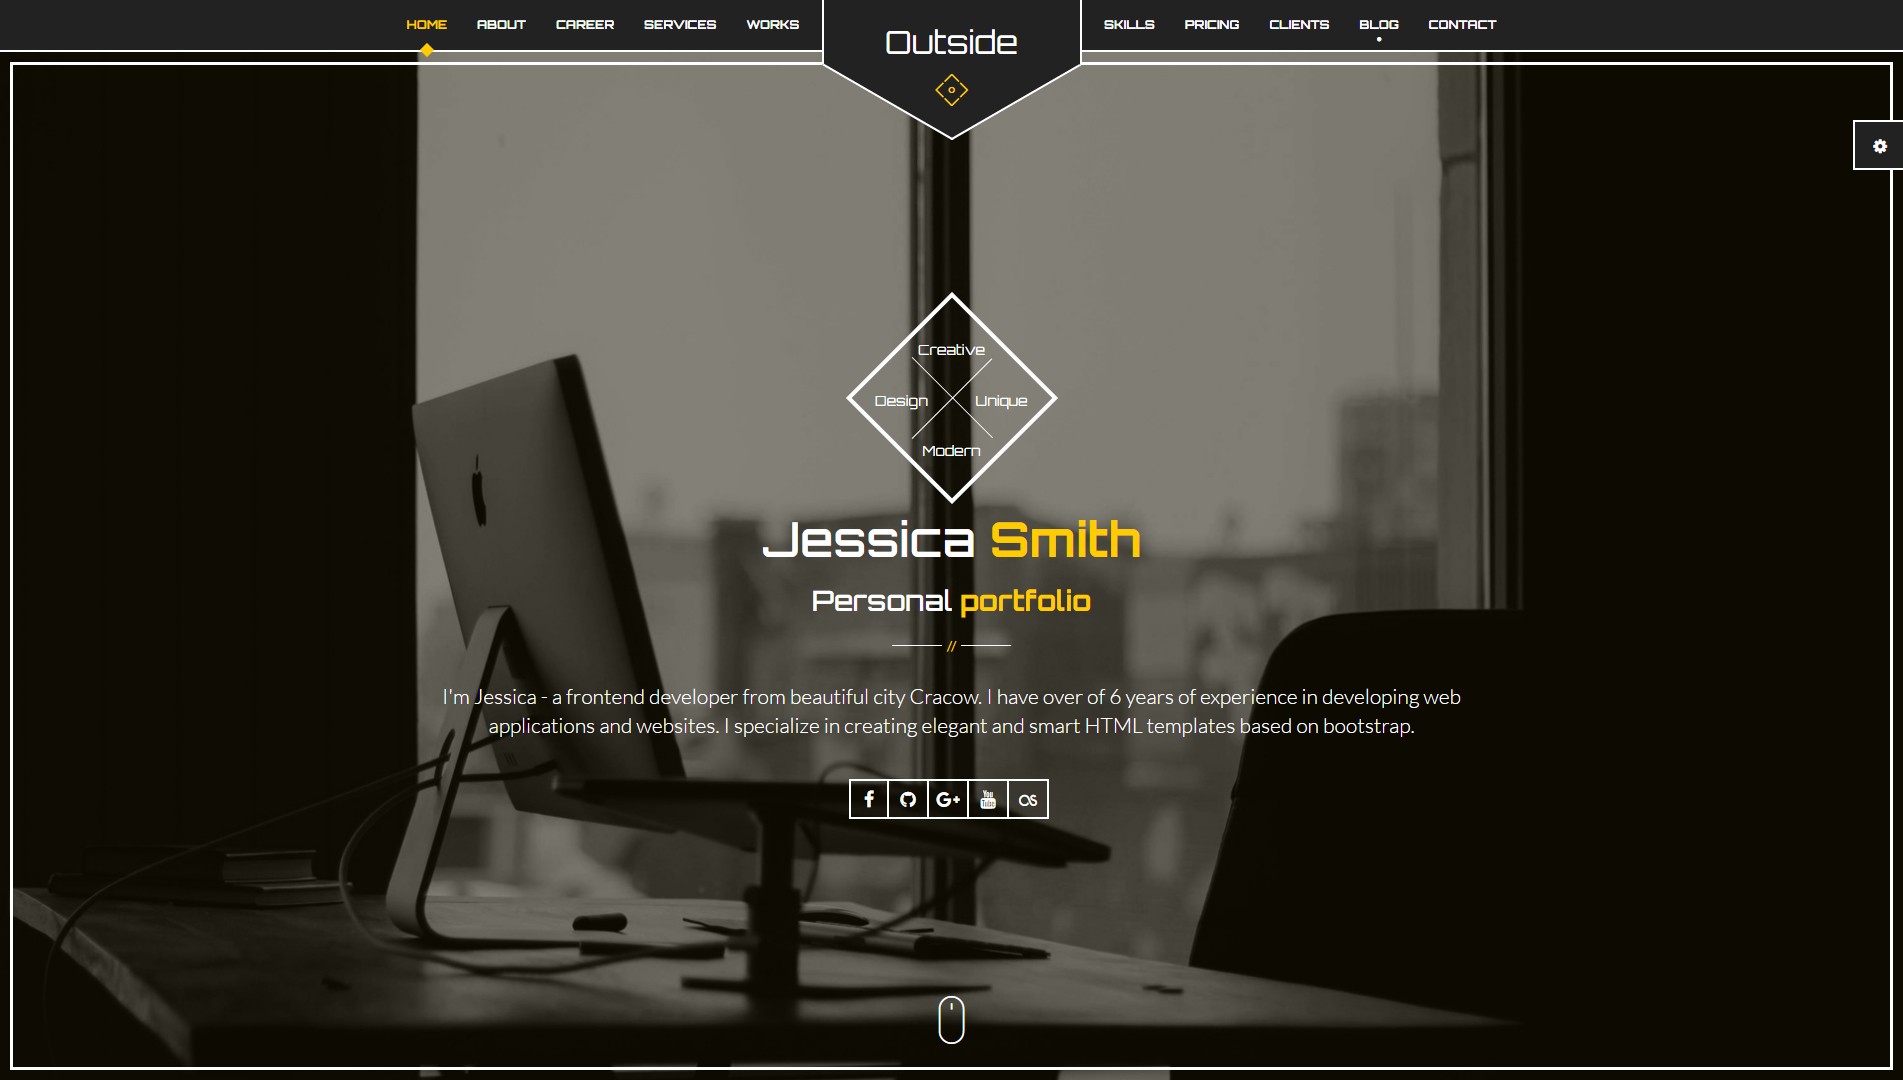 HOME ABOUT CAREER SERVICES WORKS
Outside
SKILLS PRICING CLIENTS BLOG CONTACT
Creative
Design Unique
Modern
Jessica Smith
Personal portfolio
//
I'm Jessica - a frontend developer from beautiful city Cracow. I have over of 6 years of experience in developing web
applications and websites. I specialize in creating elegant and smart HTML templates based on bootstrap.
You
Tube